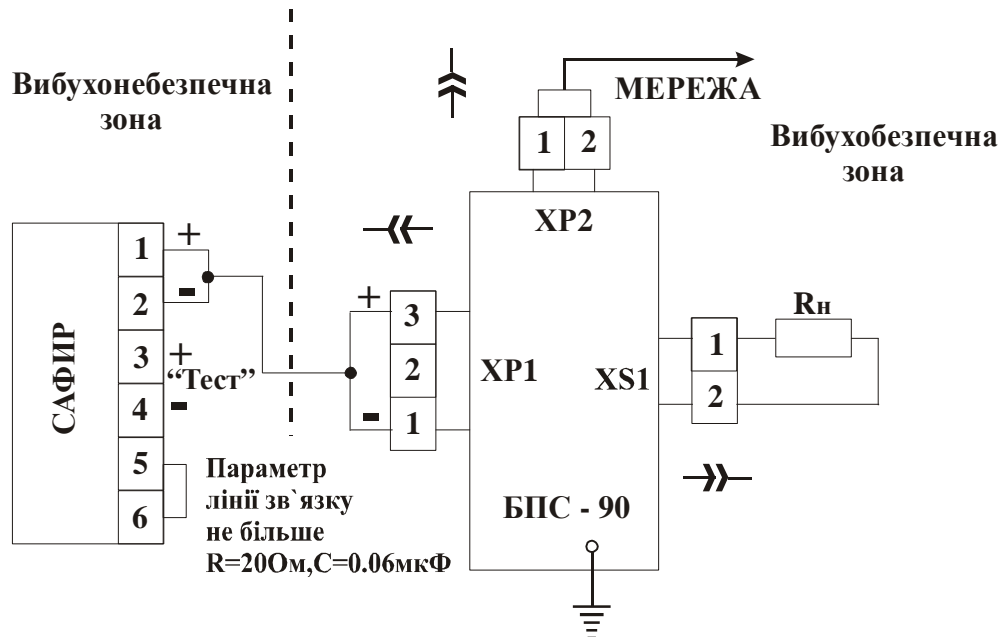 Вибухонебезпечна
зона
МЕРЕЖА
Вибухобезпечна
зона
1 2
XP2
САФИР
1
2
3
4
5
6
+
-
+
“Тест”
-
Параметр
лінії зв`язку
не більше
R=20Ом,C=0.06мкФ
+
-
3
2
1
XP1
XS1
1
2
Rн
БПС - 90